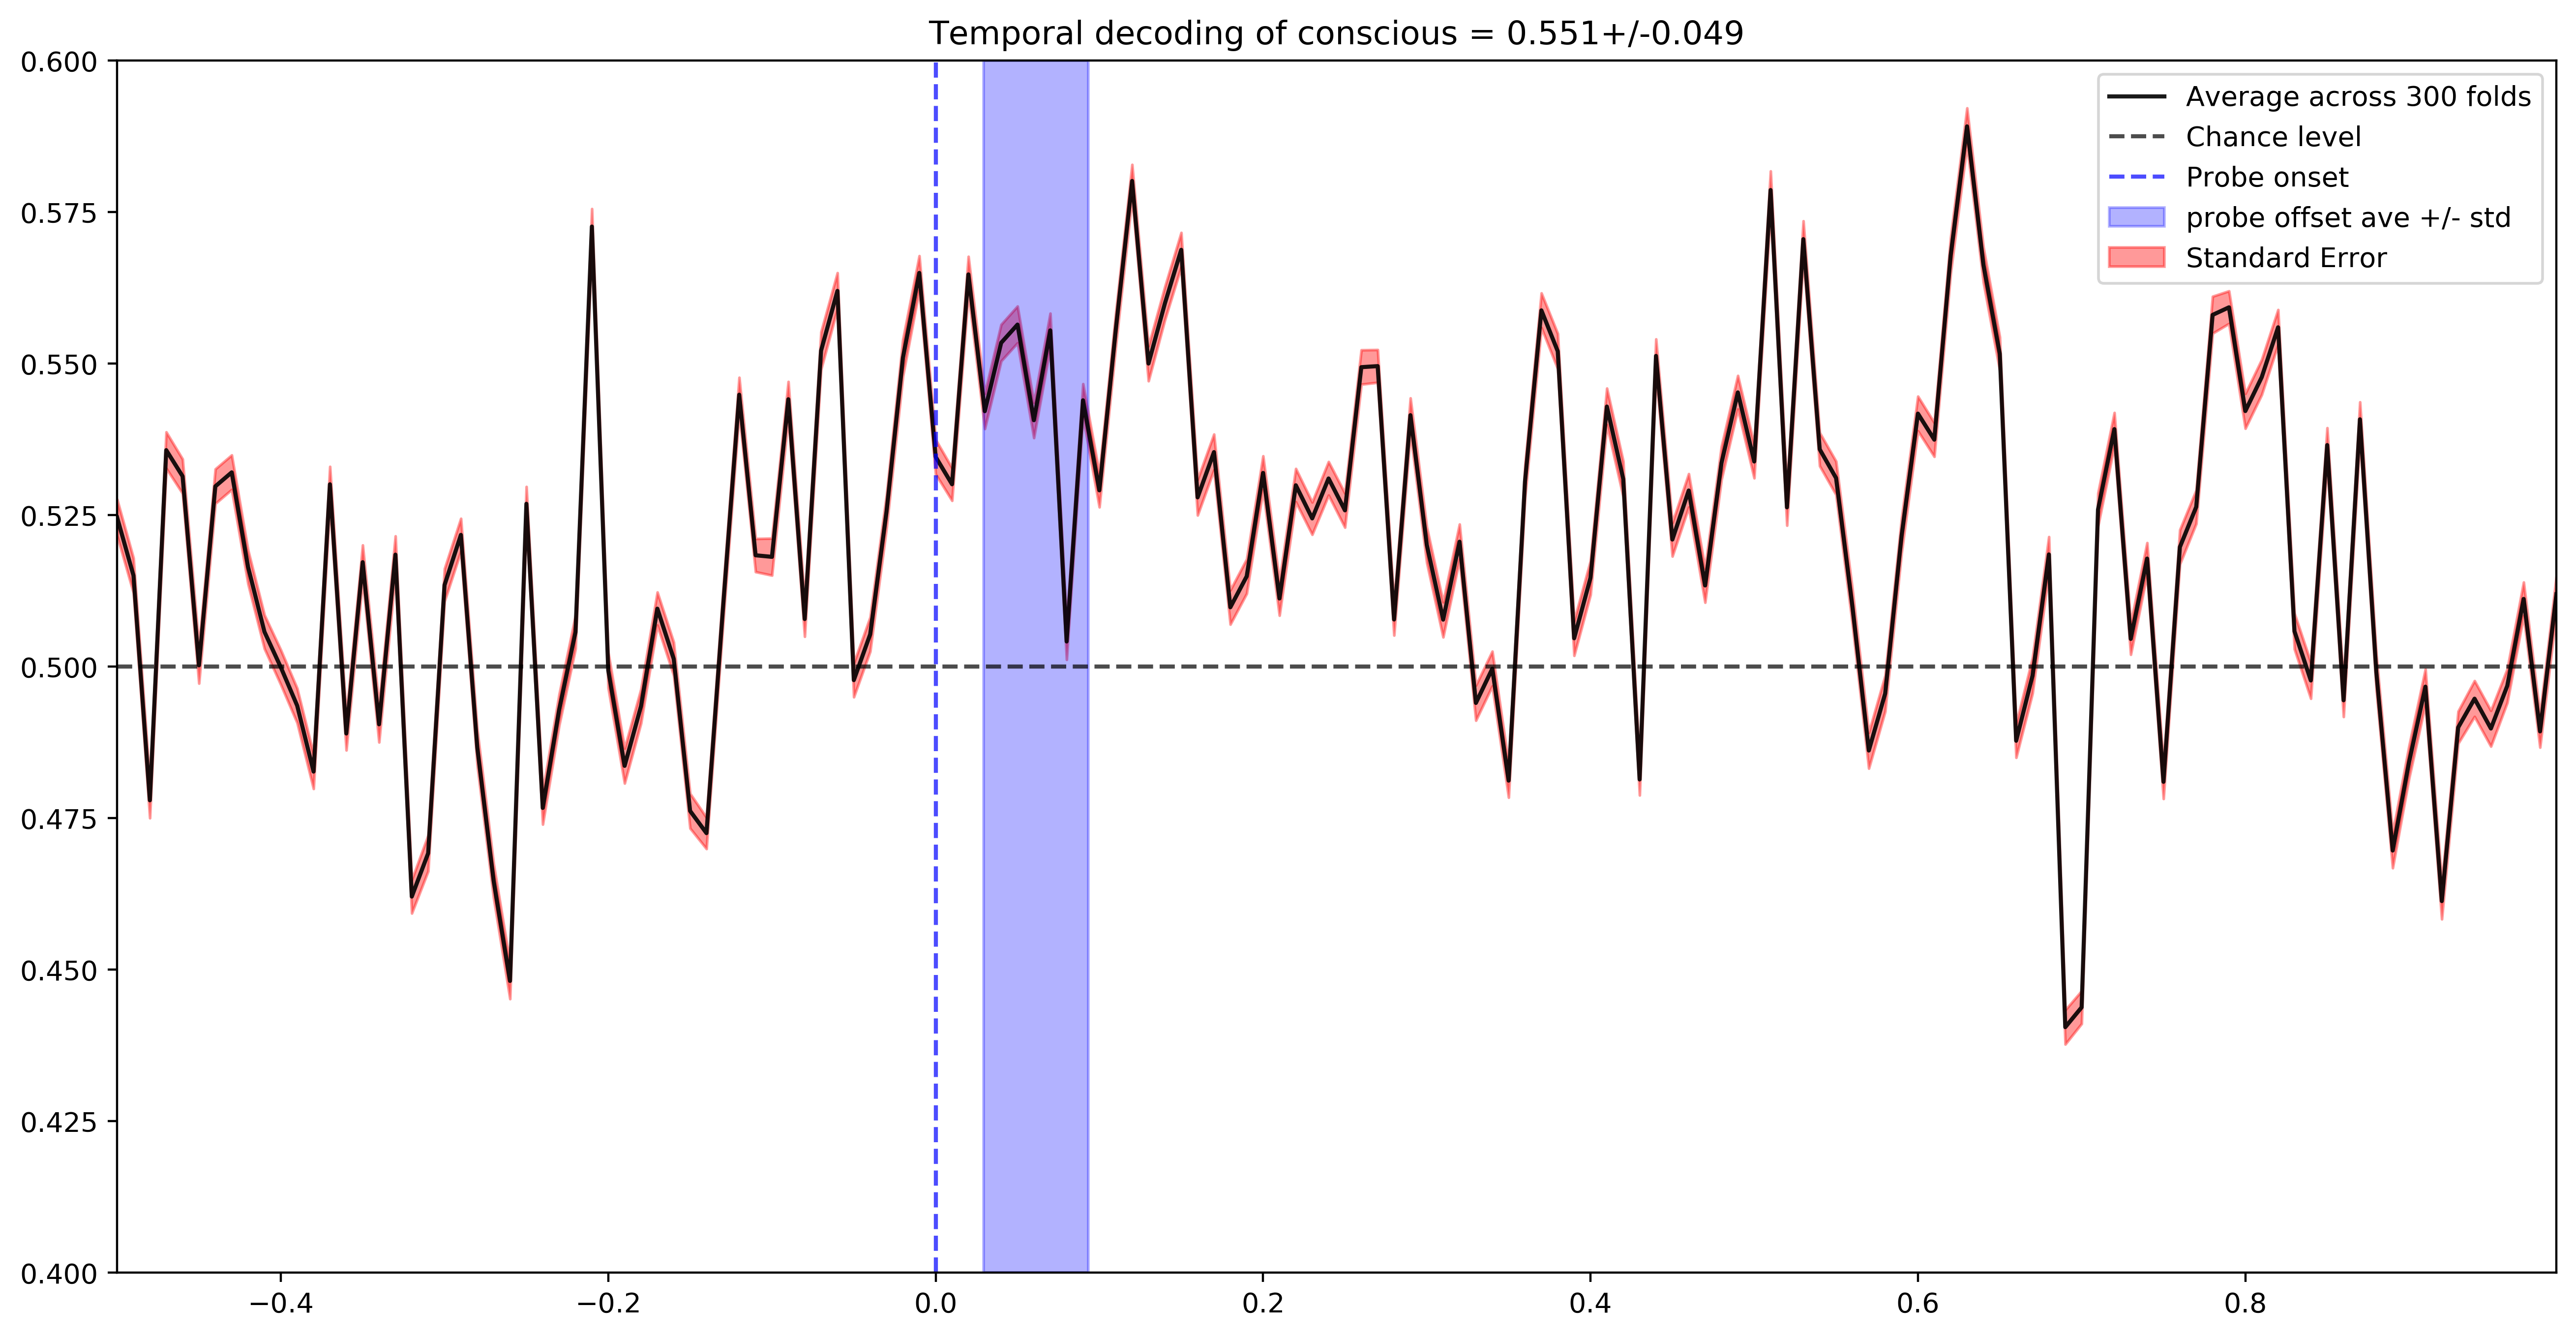 Temporal decoding of conscious = 0.551+/-0.049
0.600
0.575
0.550
0.525
0.500
0.475
0.450
0.425
0.400
Average across 300 folds
Chance level
Probe onset
probe offset ave +/- std
Standard Error
−0.4
−0.2
0.0
0.2
0.4
0.6
0.8